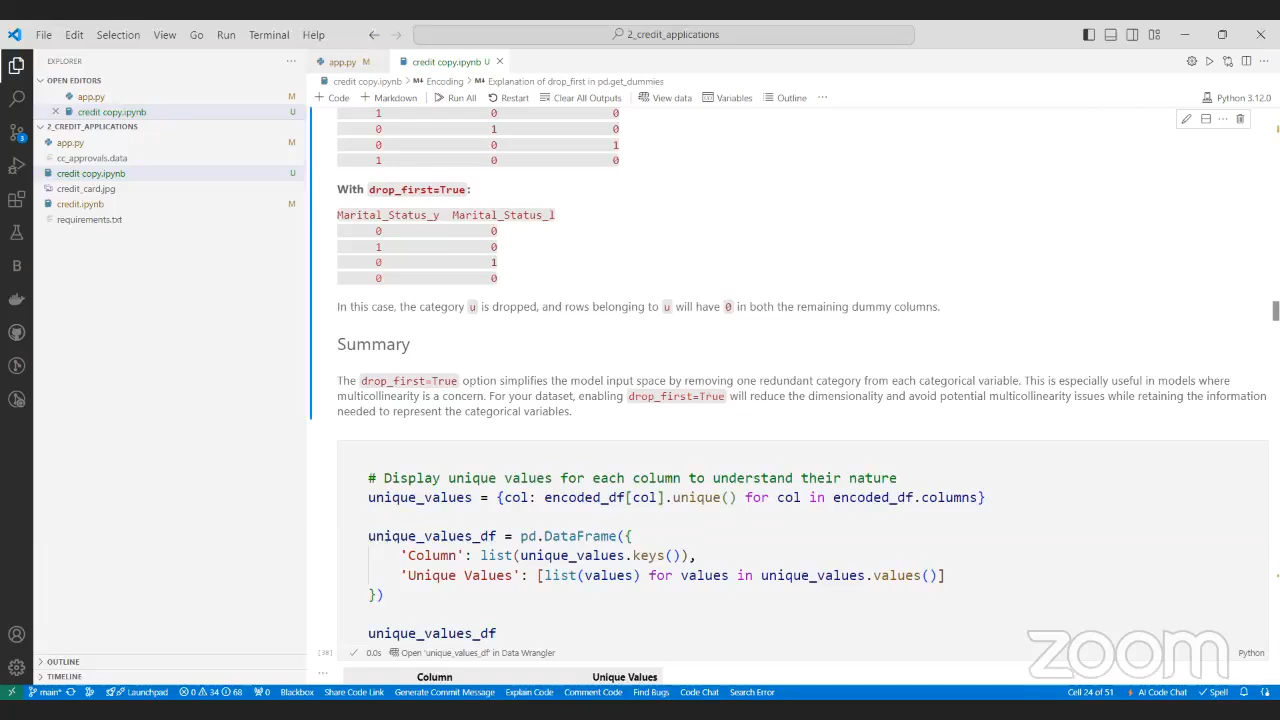 File Edit Selection View Go Run Terminal Help
2_credit_applications
EXPLORER
OPEN EDITORS
app.py M
credit copy.ipynb U
2_CREDIT_APPLICATIONS
app.py M
cc_approvals.data
credit copy.ipynb U
credit_card.jpg
credit.ipynb M
requirements.txt
OUTLINE
TIMELINE
app.py M
credit copy.ipynb U
credit copy.ipynb > M↓ Encoding > M↓ Explanation of drop_first in pd.get_dummies
+ Code + Markdown Run All Restart Clear All Outputs View data Variables Outline ... Python 3.12.0
1 0 0
0 1 0
0 0 1
1 0 0
With drop_first=True:
Marital_Status_y Marital_Status_l
0 0
1 0
0 1
0 0
In this case, the category u is dropped, and rows belonging to u will have 0 in both the remaining dummy columns.
Summary
The drop_first=True option simplifies the model input space by removing one redundant category from each categorical variable. This is especially useful in models where
multicollinearity is a concern. For your dataset, enabling drop_first=True will reduce the dimensionality and avoid potential multicollinearity issues while retaining the information
needed to represent the categorical variables.
# Display unique values for each column to understand their nature
unique_values = {col: encoded_df[col].unique() for col in encoded_df.columns}
unique_values_df = pd.DataFrame({
'Column': list(unique_values.keys()),
'Unique Values': [list(values) for values in unique_values.values()]
})
unique_values_df
[38] 0.0s Open 'unique_values_df' in Data Wrangler Python
... Column Unique Values
zoom
main* Launchpad 0 34 68 0 Blackbox Share Code Link Generate Commit Message Explain Code Comment Code Find Bugs Code Chat Search Error Cell 24 of 51 AI Code Chat Spell